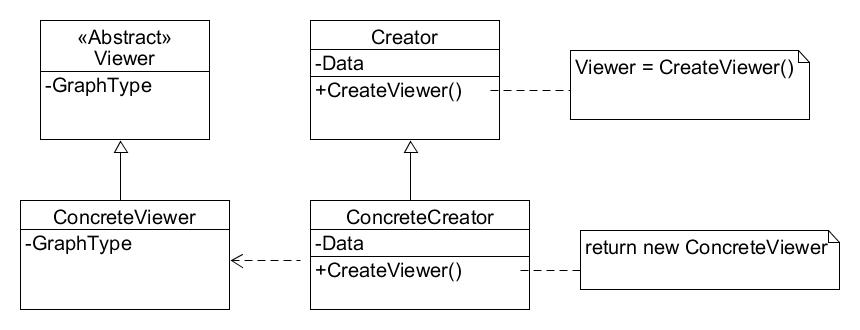 «Abstract»
Viewer
-GraphType
Creator
-Data
+CreateViewer()
Viewer = CreateViewer()
ConcreteViewer
-GraphType
ConcreteCreator
-Data
+CreateViewer()
return new ConcreteViewer